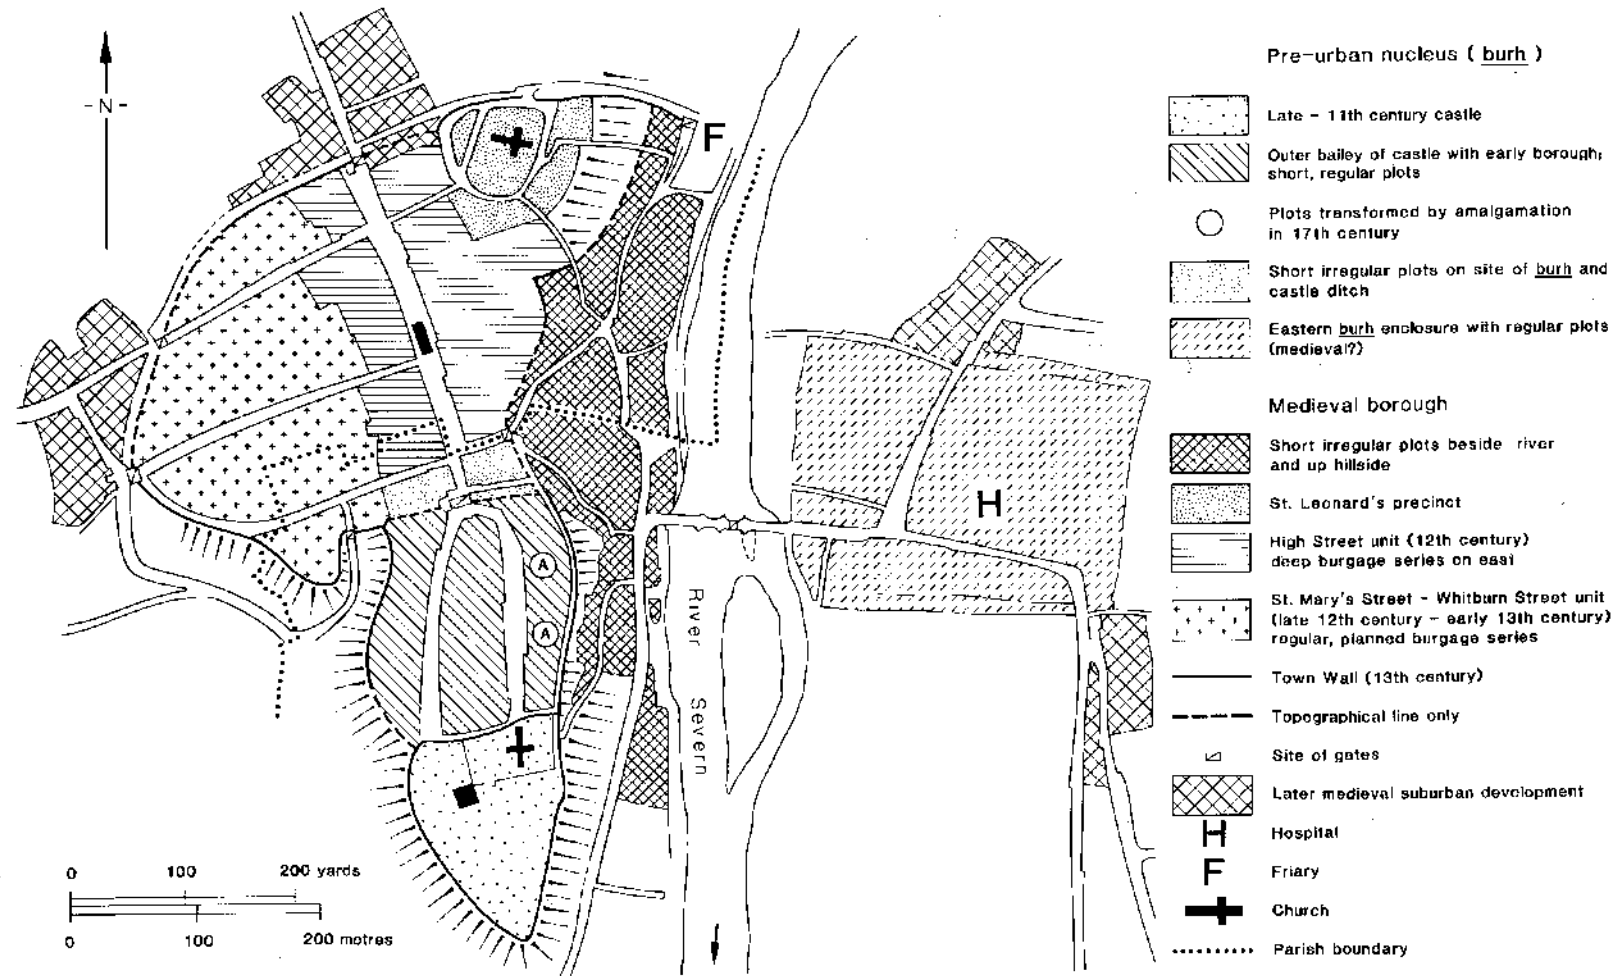 - N -
F
H
A
A
River Severn
0 100 200 yards
0 100 200 metres
Pre-urban nucleus ( burh )
Late - 11th century castle
Outer bailey of castle with early borough;
short, regular plots
Plots transformed by amalgamation
in 17th century
Short irregular plots on site of burh and
castle ditch
Eastern burh enclosure with regular plots
(medieval?)
Medieval borough
Short irregular plots beside river
and up hillside
St. Leonard's precinct
High Street unit (12th century)
deep burgage series on east
St. Mary's Street - Whitburn Street unit
(late 12th century - early 13th century)
regular, planned burgage series
Town Wall (13th century)
Topographical line only
Site of gates
Later medieval suburban development
H Hospital
F Friary
Church
Parish boundary